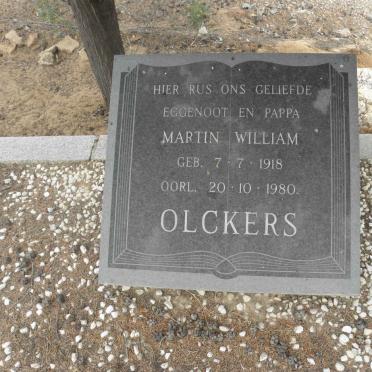 HIER RUS ONS GELIEFDE
EGGENOOT EN PAPPA
MARTIN WILLIAM
GEB. 7·7·1918
OORL. 20·10·1980.
OLCKERS